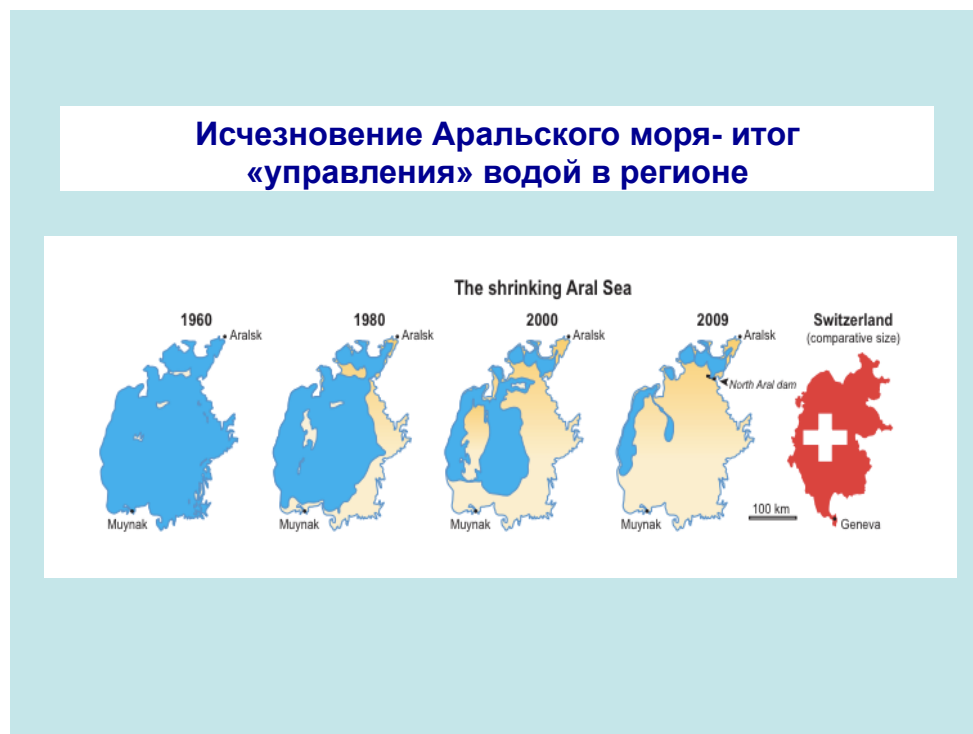 Исчезновение Аральского моря- итог
«управления» водой в регионе
The shrinking Aral Sea
1960
1980
2000
2009
Switzerland
(comparative size)
Aralsk
Aralsk
Aralsk
Aralsk
North Aral dam
Muynak
Muynak
Muynak
Muynak
100 km
Geneva